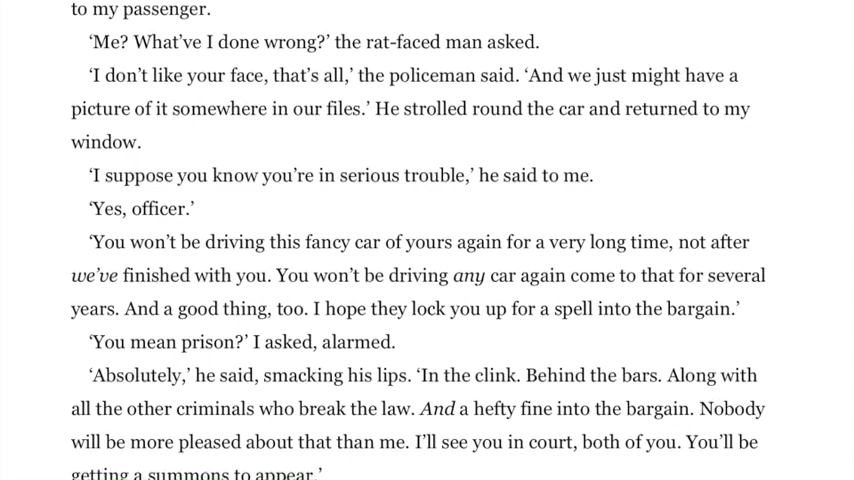 to my passenger.
‘Me? What’ve I done wrong?’ the rat-faced man asked.
‘I don’t like your face, that’s all,’ the policeman said. ‘And we just might have a
picture of it somewhere in our files.’ He strolled round the car and returned to my
window.
‘I suppose you know you’re in serious trouble,’ he said to me.
‘Yes, officer.’
‘You won’t be driving this fancy car of yours again for a very long time, not after
we’ve finished with you. You won’t be driving any car again come to that for several
years. And a good thing, too. I hope they lock you up for a spell into the bargain.’
‘You mean prison?’ I asked, alarmed.
‘Absolutely,’ he said, smacking his lips. ‘In the clink. Behind the bars. Along with
all the other criminals who break the law. And a hefty fine into the bargain. Nobody
will be more pleased about that than me. I’ll see you in court, both of you. You’ll be
getting a summons to appear.’